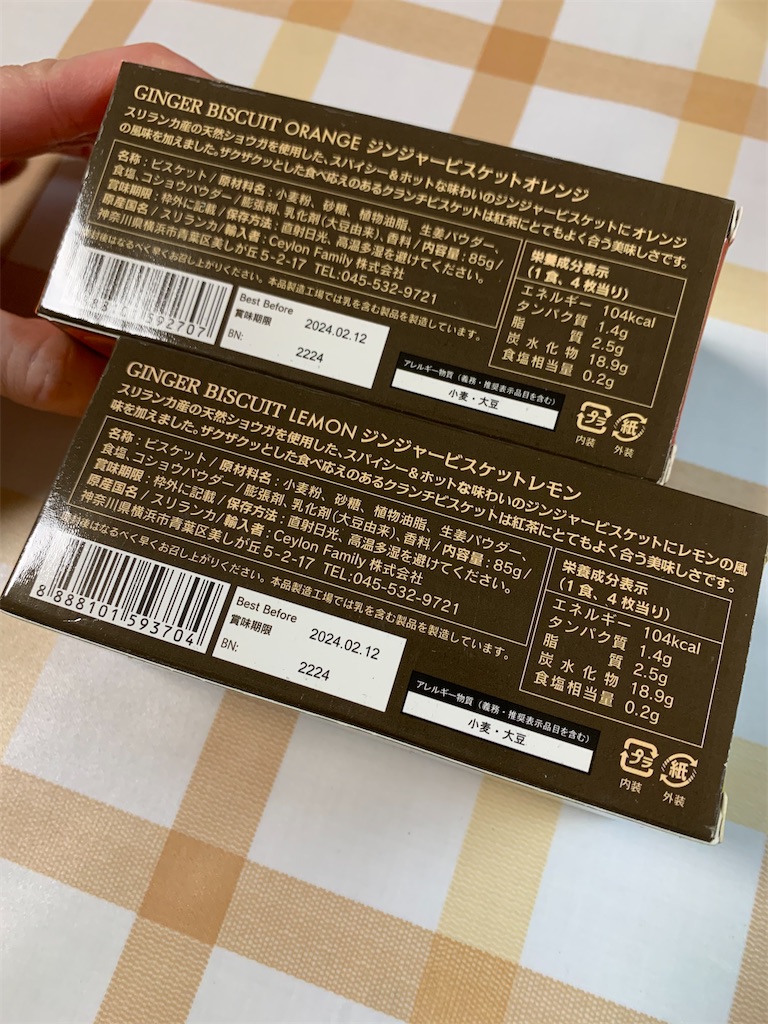 GINGER BISCUIT ORANGE ジンジャービスケットオレンジ
スリランカ産の天然ショウガを使用した、スパイシー&ホットな味わいのジンジャービスケットにオレンジ
の風味を加えました。ザクザクッとした食べ応えのあるクランチビスケットは紅茶にとてもよく合う美味しさです。
名称:ビスケット/原材料名:小麦粉、砂糖、植物油脂、生姜パウダー、
食塩、コショウパウダー/膨張剤、乳化剤(大豆由来)、香料/内容量:85g/
賞味期限:枠外に記載/保存方法:直射日光、高温多湿を避けてください。
原産国名/スリランカ/輸入者:Ceylon Family 株式会社
神奈川県横浜市青葉区美しが丘5-2-17 TEL:045-532-9721
後はなるべく早くお召し上がりください。本品製造工場では乳を含む製品を製造しています。
栄養成分表示
(1食、4枚当り)
エネルギー 104kcal
タンパク質 1.4g
脂質 2.5g
炭水化物 18.9g
食塩相当量 0.2g
592707
Best Before
賞味期限 2024.02.12
BN: 2224
アレルギー物質(義務・推奨表示品目を含む)
小麦・大豆
プラ 紙
内装 外装
GINGER BISCUIT LEMON ジンジャービスケットレモン
スリランカ産の天然ショウガを使用した、スパイシー&ホットな味わいのジンジャービスケットにレモンの風
味を加えました。ザクザクッとした食べ応えのあるクランチビスケットは紅茶にとてもよく合う美味しさです。
名称:ビスケット/原材料名:小麦粉、砂糖、植物油脂、生姜パウダー、
食塩、コショウパウダー/膨張剤、乳化剤(大豆由来)、香料/内容量:85g/
賞味期限:枠外に記載/保存方法:直射日光、高温多湿を避けてください。
原産国名/スリランカ/輸入者:Ceylon Family 株式会社
神奈川県横浜市青葉区美しが丘5-2-17 TEL:045-532-9721
後はなるべく早くお召し上がりください。本品製造工場では乳を含む製品を製造しています。
栄養成分表示
(1食、4枚当り)
エネルギー 104kcal
タンパク質 1.4g
脂質 2.5g
炭水化物 18.9g
食塩相当量 0.2g
8 888101 593704
Best Before
賞味期限 2024.02.12
BN: 2224
アレルギー物質(義務・推奨表示品目を含む)
小麦・大豆
プラ 紙
内装 外装